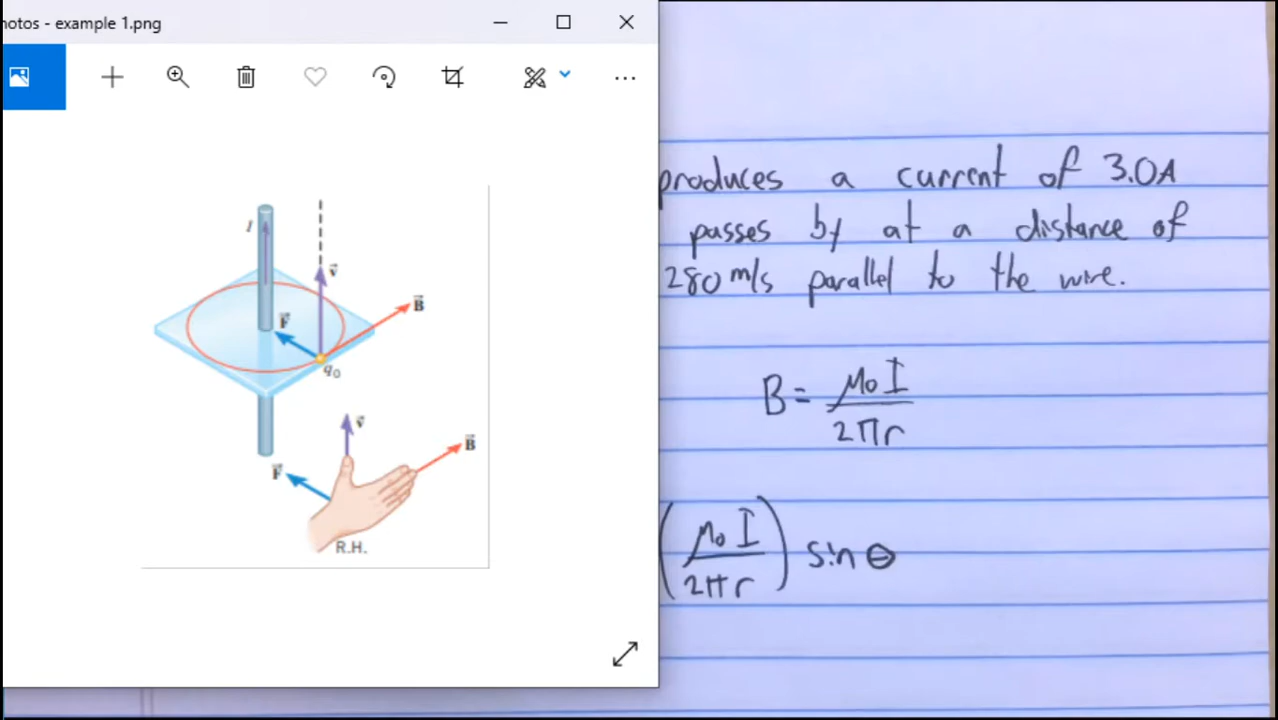 hotos - example 1.png
I
v
F
B
q0
v
F
B
R.H.
produces a current of 3.0A
passes by at a distance of
280 m/s parallel to the wire.
B = μ0 I / 2πr
(μ0 I / 2πr) sin θ